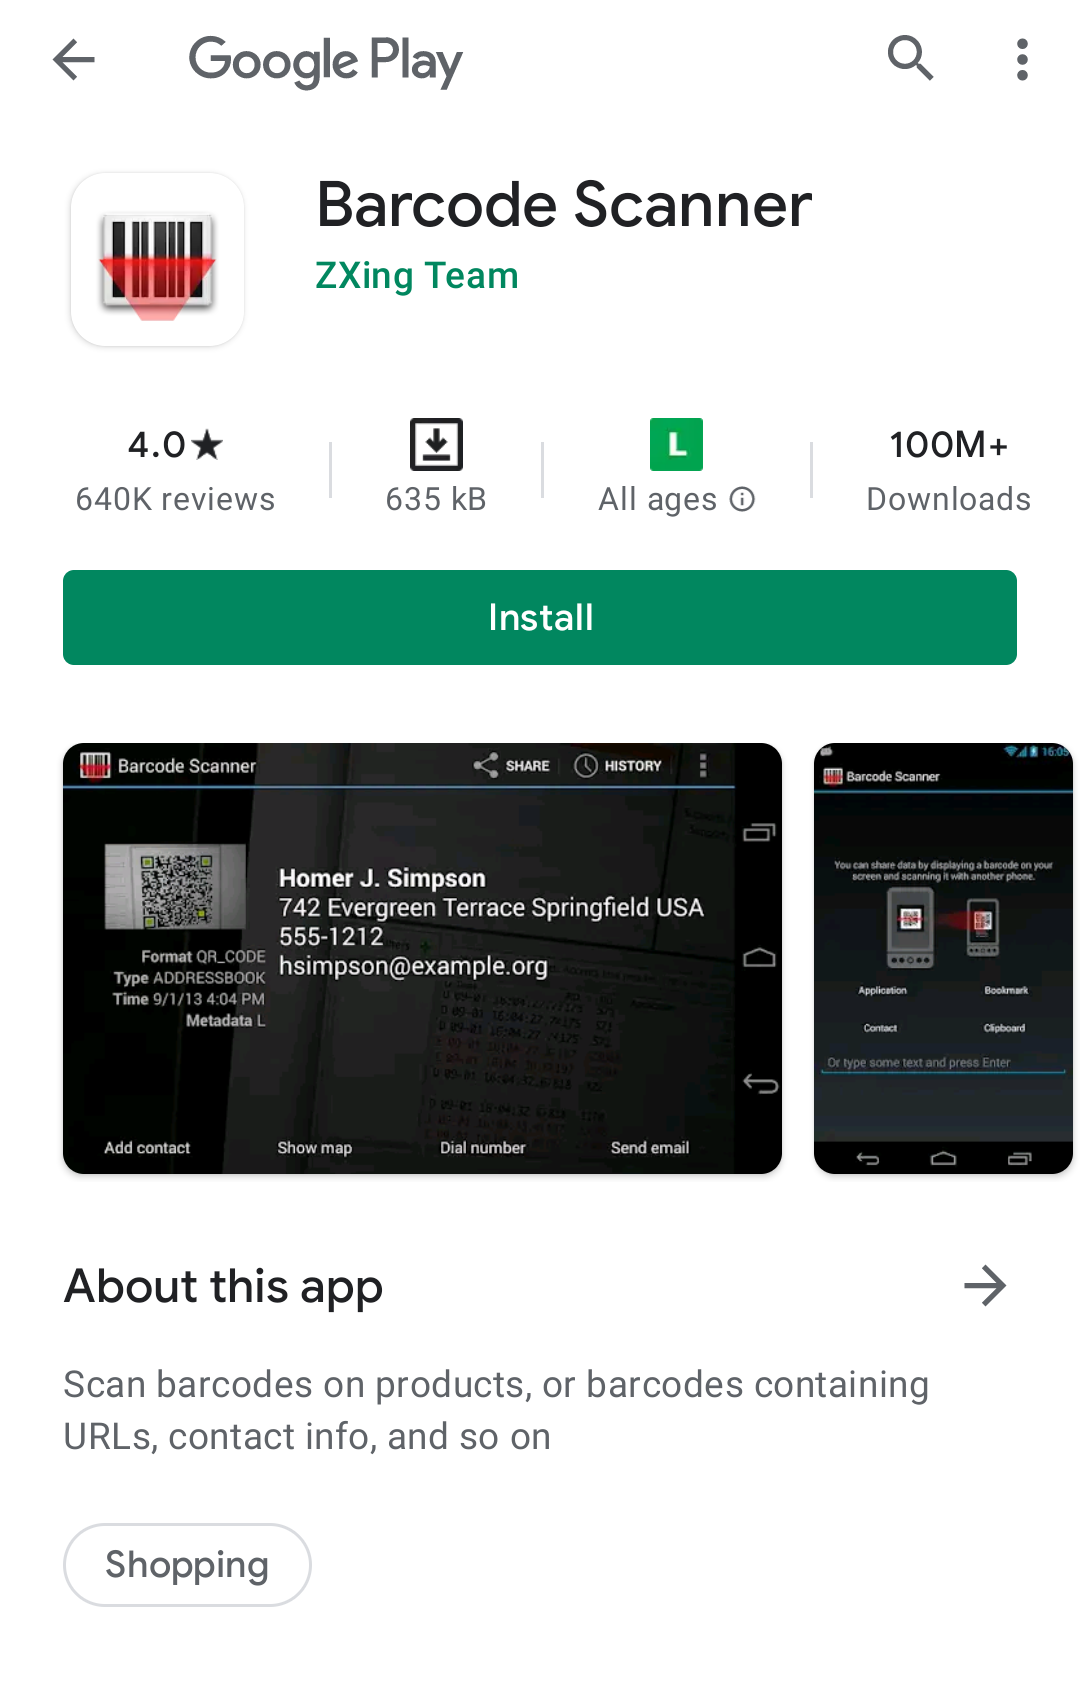 Google Play
Barcode Scanner
ZXing Team
4.0★
640K reviews
635 kB
L
All ages
100M+
Downloads
Install
Barcode Scanner
SHARE
HISTORY
Homer J. Simpson
742 Evergreen Terrace Springfield USA
555-1212
hsimpson@example.org
Format QR_CODE
Type ADDRESSBOOK
Time 9/1/13 4:04 PM
Metadata L
Add contact
Show map
Dial number
Send email
16:05
Barcode Scanner
You can share data by displaying a barcode on your
screen and scanning it with another phone.
Application
Bookmark
Contact
Clipboard
Or type some text and press Enter
About this app
Scan barcodes on products, or barcodes containing
URLs, contact info, and so on
Shopping